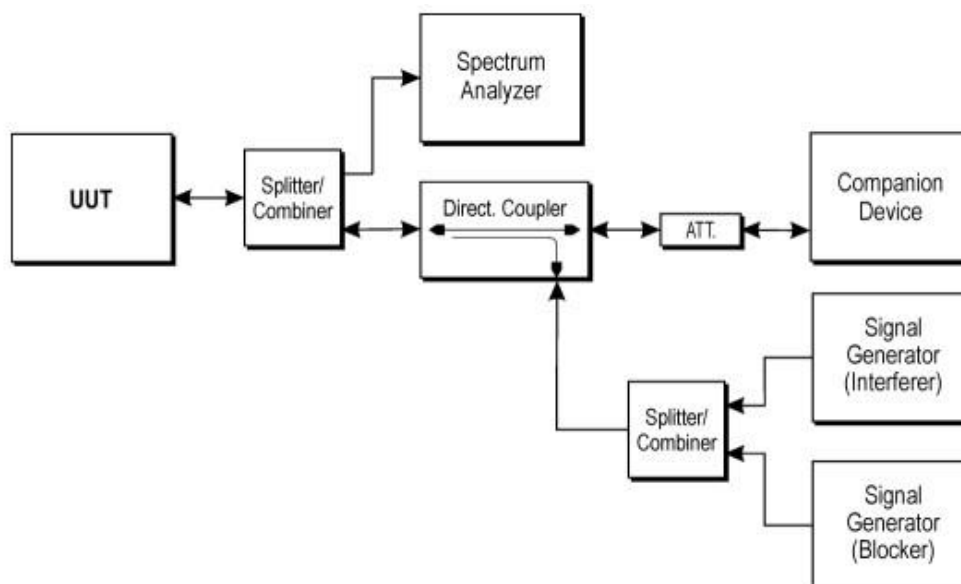 Spectrum
Analyzer
UUT
Splitter/
Combiner
Direct. Coupler
ATT.
Companion
Device
Signal
Generator
(Interferer)
Splitter/
Combiner
Signal
Generator
(Blocker)